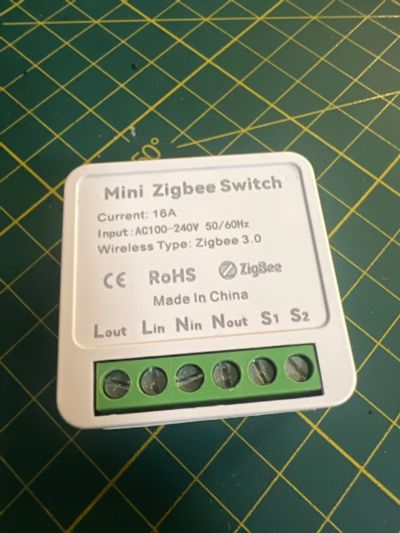 50°
Mini Zigbee Switch
Current: 16A
Input: AC100-240V 50/60Hz
Wireless Type: Zigbee 3.0
CE RoHS ZigBee
Made In China
Lout Lin Nin Nout S1 S2